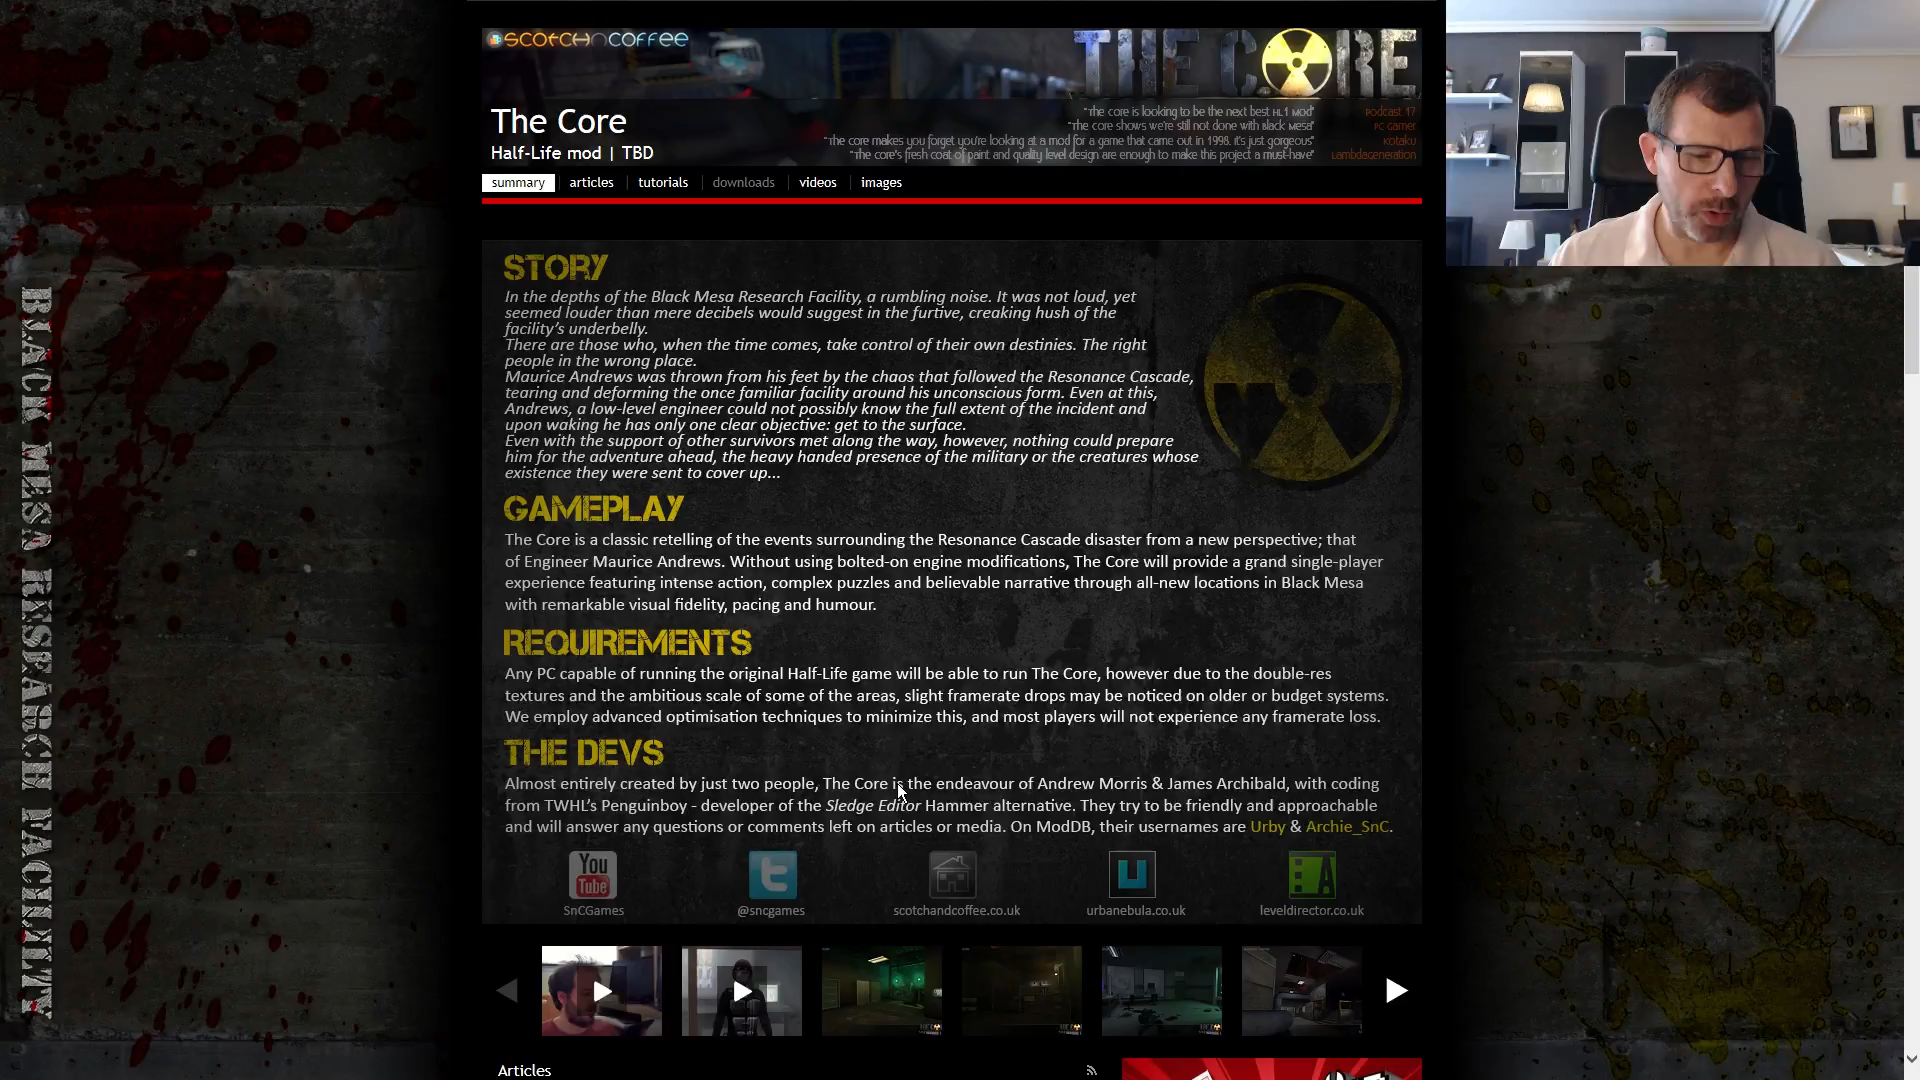 SCOTCHNCOFFEE
THE CORE
The Core
Half-Life mod | TBD
"The core is looking to be the next best HL1 mod" Podcast 17
"The core shows we're still not done with Black Mesa" PC Gamer
"The core makes you forget you're looking at a mod for a game that came out in 1998. it's just gorgeous" Kotaku
"The core's fresh coat of paint and quality level design are enough to make this project a must-have" Lambdageneration
summary articles tutorials downloads videos images
STORY
In the depths of the Black Mesa Research Facility, a rumbling noise. It was not loud, yet
seemed louder than mere decibels would suggest in the furtive, creaking hush of the
facility's underbelly.
There are those who, when the time comes, take control of their own destinies. The right
people in the wrong place.
Maurice Andrews was thrown from his feet by the chaos that followed the Resonance Cascade,
tearing and deforming the once familiar facility around his unconscious form. Even at this,
Andrews, a low-level engineer could not possibly know the full extent of the incident and
upon waking he has only one clear objective: get to the surface.
Even with the support of other survivors met along the way, however, nothing could prepare
him for the adventure ahead, the heavy handed presence of the military or the creatures whose
existence they were sent to cover up...
GAMEPLAY
The Core is a classic retelling of the events surrounding the Resonance Cascade disaster from a new perspective; that
of Engineer Maurice Andrews. Without using bolted-on engine modifications, The Core will provide a grand single-player
experience featuring intense action, complex puzzles and believable narrative through all-new locations in Black Mesa
with remarkable visual fidelity, pacing and humour.
REQUIREMENTS
Any PC capable of running the original Half-Life game will be able to run The Core, however due to the double-res
textures and the ambitious scale of some of the areas, slight framerate drops may be noticed on older or budget systems.
We employ advanced optimisation techniques to minimize this, and most players will not experience any framerate loss.
THE DEVS
Almost entirely created by just two people, The Core is the endeavour of Andrew Morris & James Archibald, with coding
from TWHL's Penguinboy - developer of the Sledge Editor Hammer alternative. They try to be friendly and approachable
and will answer any questions or comments left on articles or media. On ModDB, their usernames are Urby & Archie_SnC.
You Tube
SnCGames @sncgames scotchandcoffee.co.uk urbanebula.co.uk leveldirector.co.uk
Articles
BLACK MESA RESEARCH FACILITY